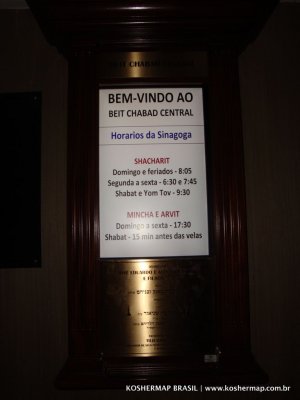 BEIT CHABAD
BEM-VINDO AO
BEIT CHABAD CENTRAL
Horarios da Sinagoga
SHACHARIT
Domingo e feriados - 8:05
Segunda a sexta - 6:30 e 7:45
Shabat e Yom Tov - 9:30
MINCHA E ARVIT
Domingo a sexta - 17:30
Shabat - 15 min antes das velas
KOSHERMAP BRASIL | www.koshermap.com.br